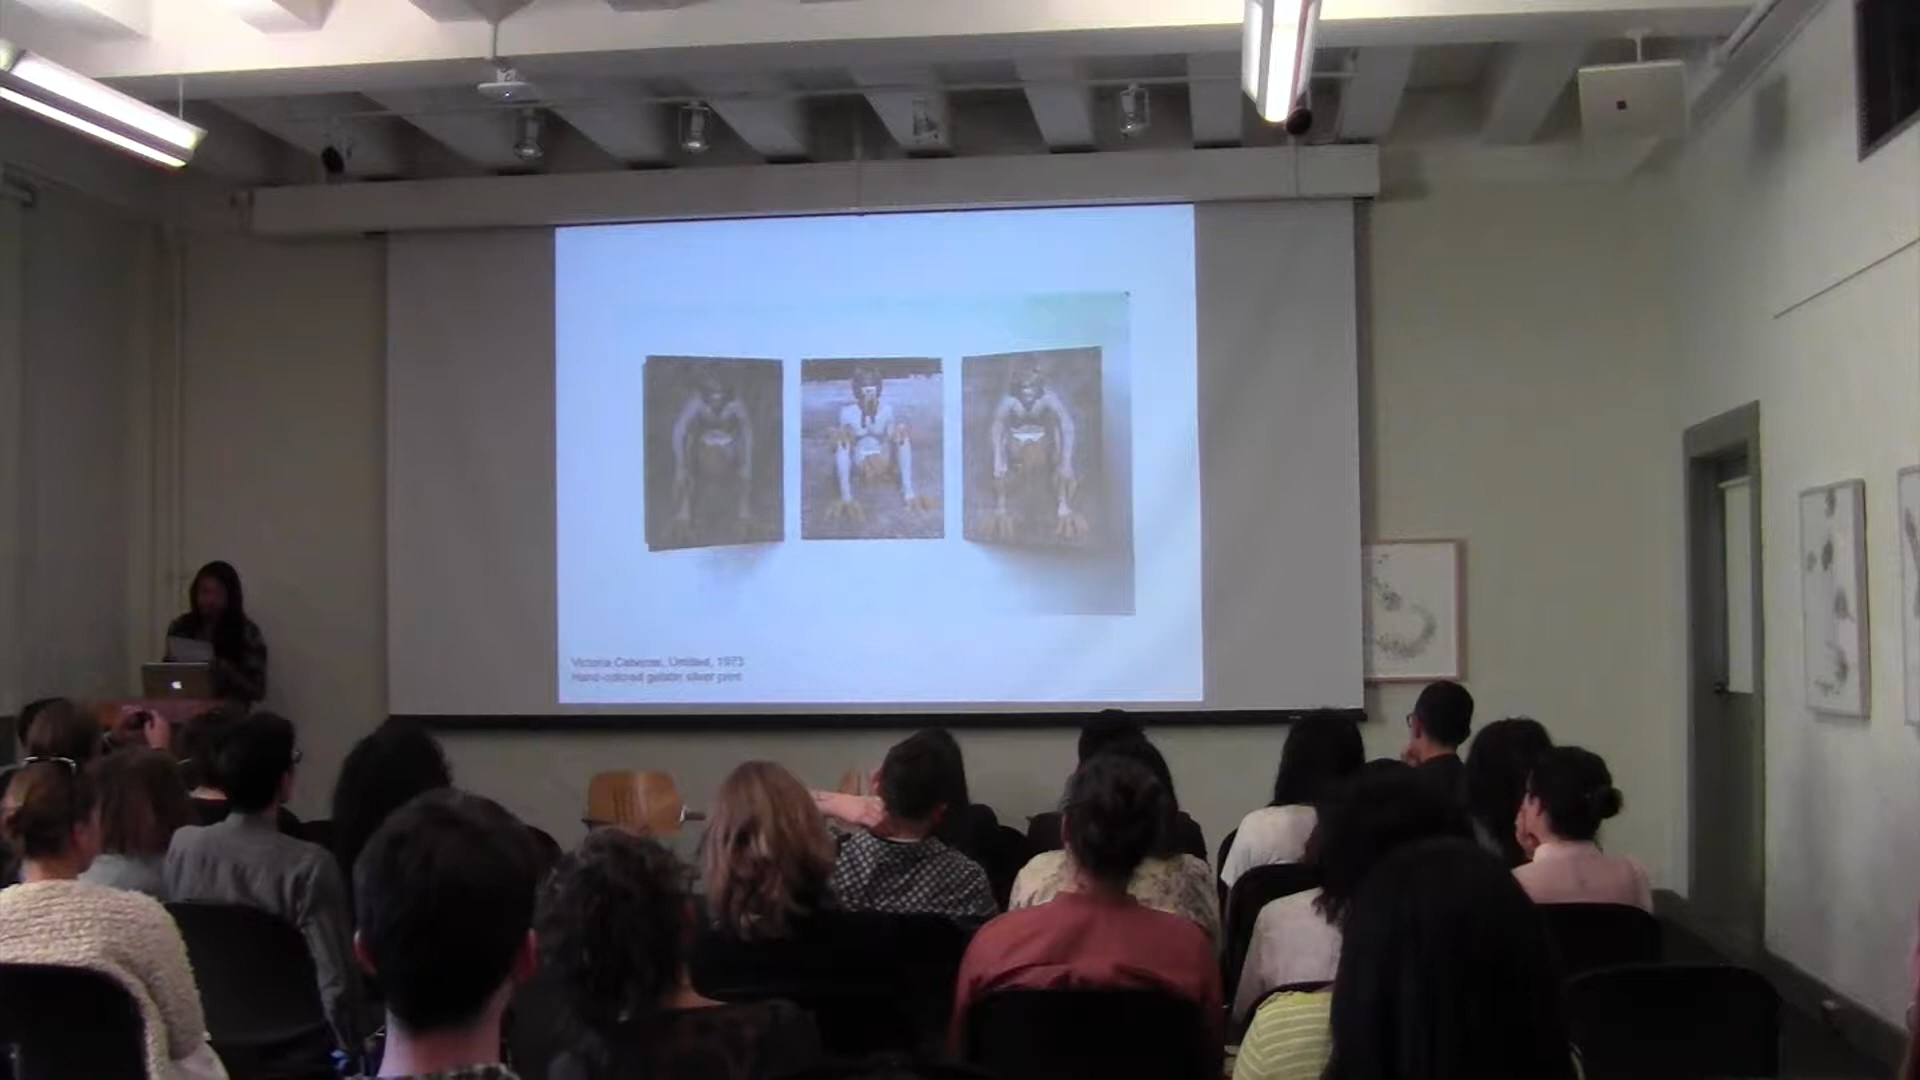 Victoria Cabezas, Untitled, 1973
Hand-colored gelatin silver print